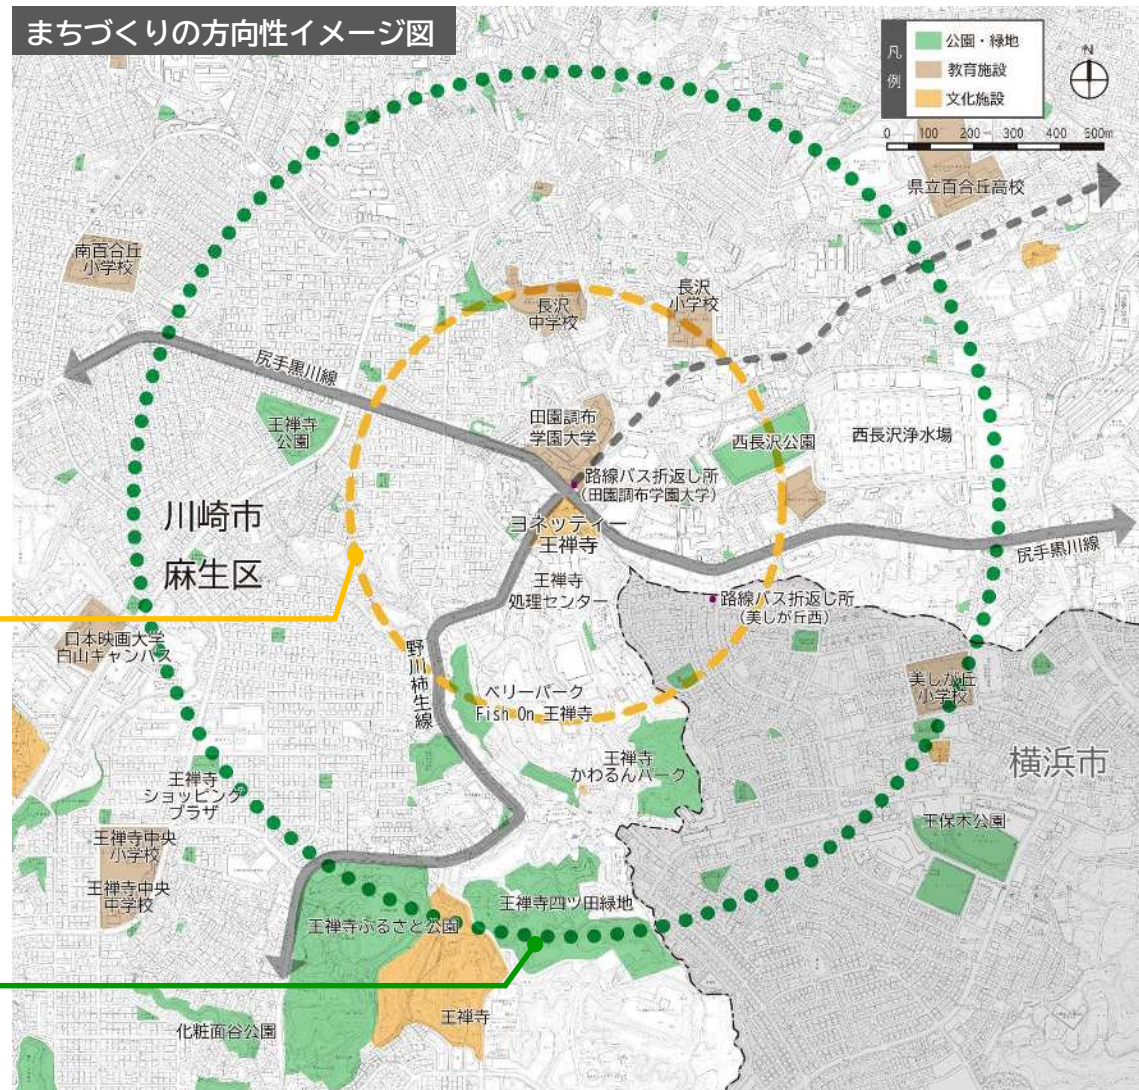 まちづくりの方向性イメージ図
凡
例
公園・緑地
教育施設
文化施設
N
0 100 200 300 400 500m
県立百合丘高校
南百合丘
小学校
長沢
中学校
長沢
小学校
尻手黒川線
王禅寺
公園
田園調布
学園大学
西長沢公園
西長沢浄水場
路線バス折返し所
(田園調布学園大学)
川崎市
麻生区
ヨネッティー
王禅寺
尻手黒川線
王禅寺
処理センター
路線バス折返し所
(美しが丘西)
日本映画大学
白山キャンパス
野川柿生線
美しが丘
小学校
ベリーパーク
Fish On 王禅寺
王禅寺
かわるんパーク
横浜市
王禅寺
ショッピング
プラザ
平保木公園
王禅寺中央
小学校
王禅寺中央
中学校
王禅寺四ツ田緑地
王禅寺ふるさと公園
王禅寺
化粧面谷公園